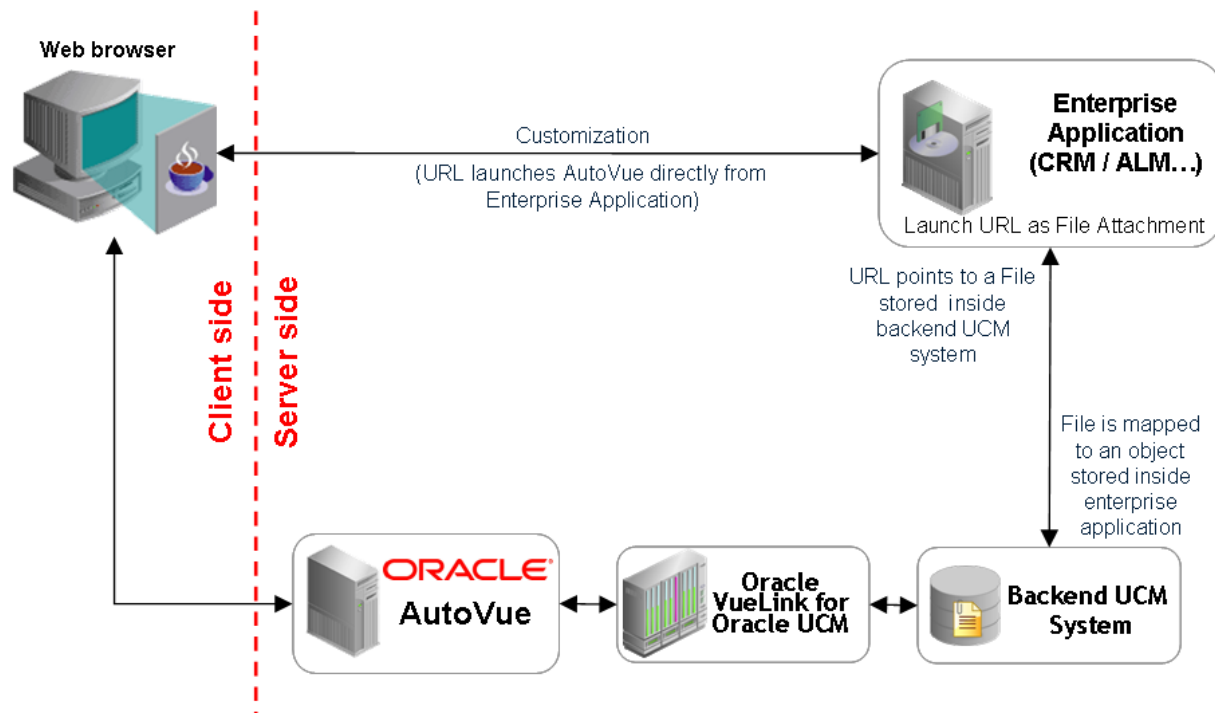 Web browser
Customization
(URL launches AutoVue directly from
Enterprise Application)
Enterprise
Application
(CRM / ALM…)
Launch URL as File Attachment
URL points to a File
stored inside
backend UCM
system
Client side
Server side
File is mapped
to an object
stored inside
enterprise
application
ORACLE®
AutoVue
Oracle
VueLink for
Oracle UCM
Backend UCM
System